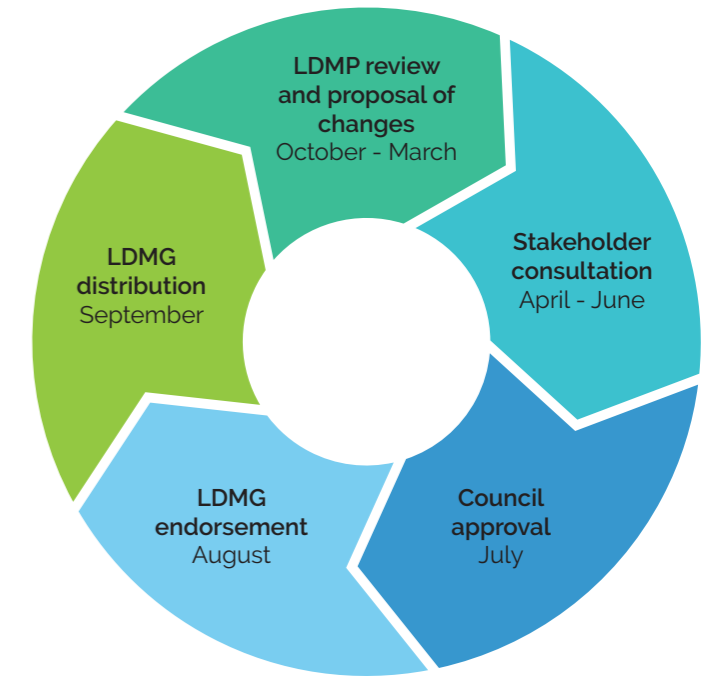 LDMP review
and proposal of
changes
October - March
Stakeholder
consultation
April - June
Council
approval
July
LDMG
endorsement
August
LDMG
distribution
September